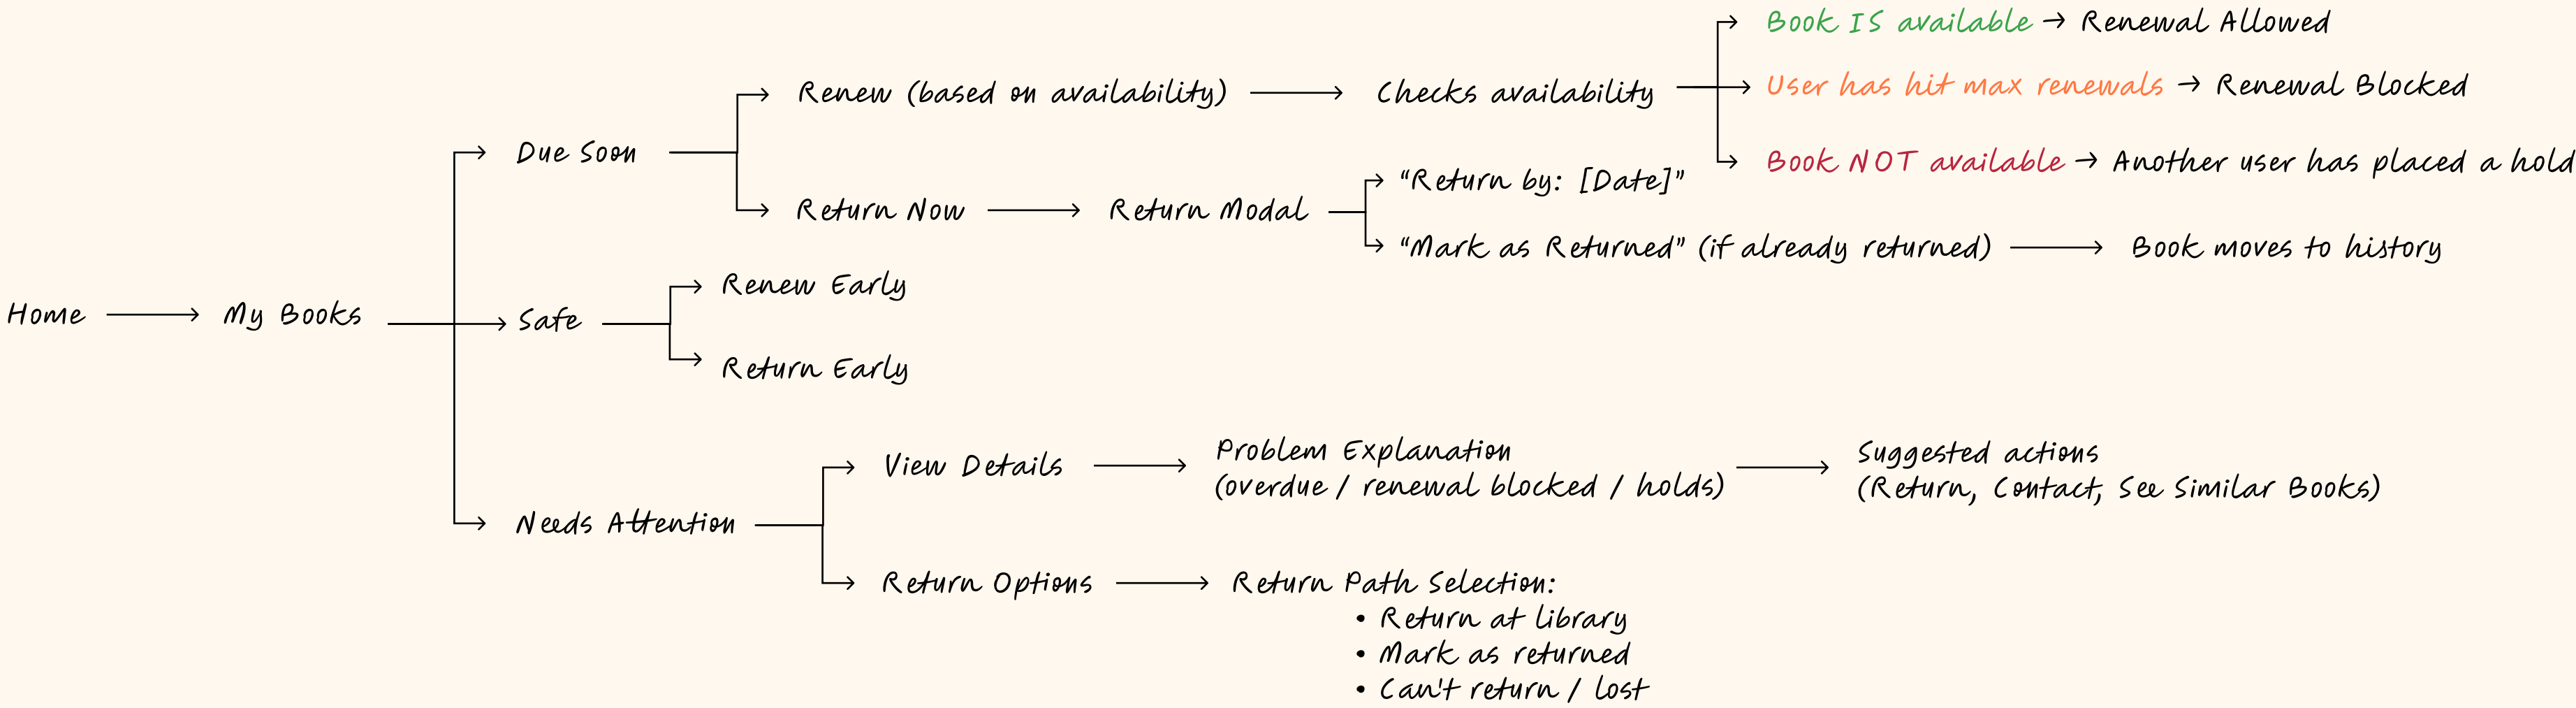 Home → My Books
Due Soon
Renew (based on availability) → Checks availability
Book IS available → Renewal Allowed
User has hit max renewals → Renewal Blocked
Book NOT available → Another user has placed a hold
Return Now → Return Modal
“Return by: [Date]”
“Mark as Returned” (if already returned) → Book moves to history
Safe
Renew Early
Return Early
Needs Attention
View Details → Problem Explanation
(overdue / renewal blocked / holds)
Suggested actions
(Return, Contact, See Similar Books)
Return Options → Return Path Selection:
• Return at library
• Mark as returned
• Can't return / lost